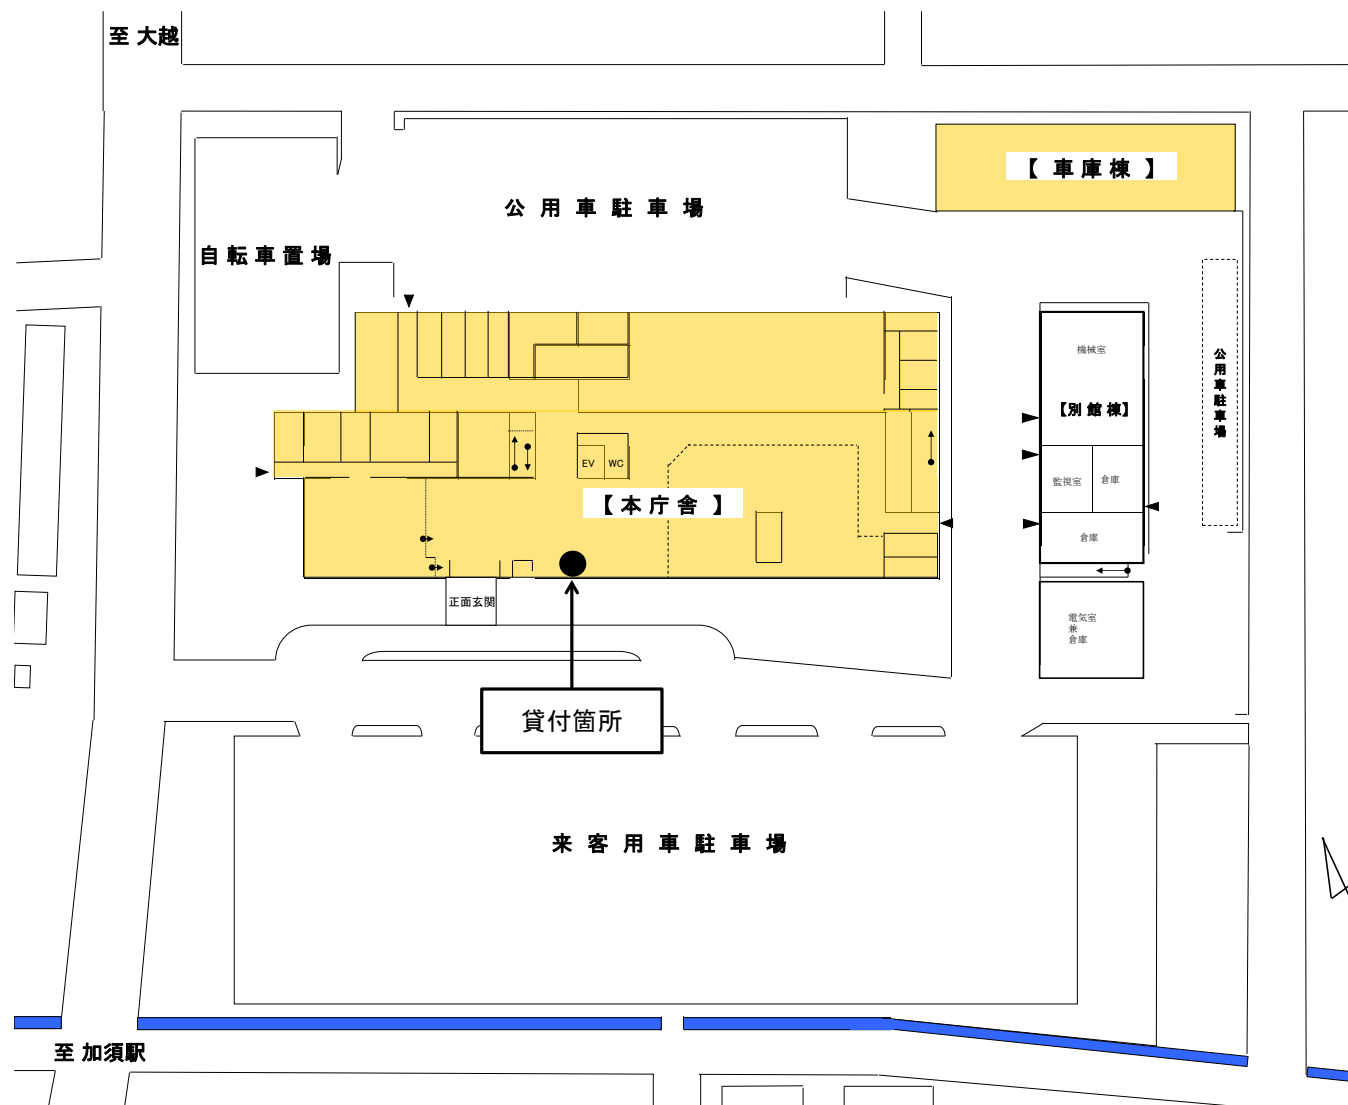 至 大越
【 車 庫 棟 】
公 用 車 駐 車 場
自 転 車 置 場
機械室
公用車駐車場
【別 館 棟】
EV
WC
監視室
倉庫
【 本 庁 舎 】
倉庫
正面玄関
電気室
兼
倉庫
貸付箇所
来 客 用 車 駐 車 場
至 加須駅